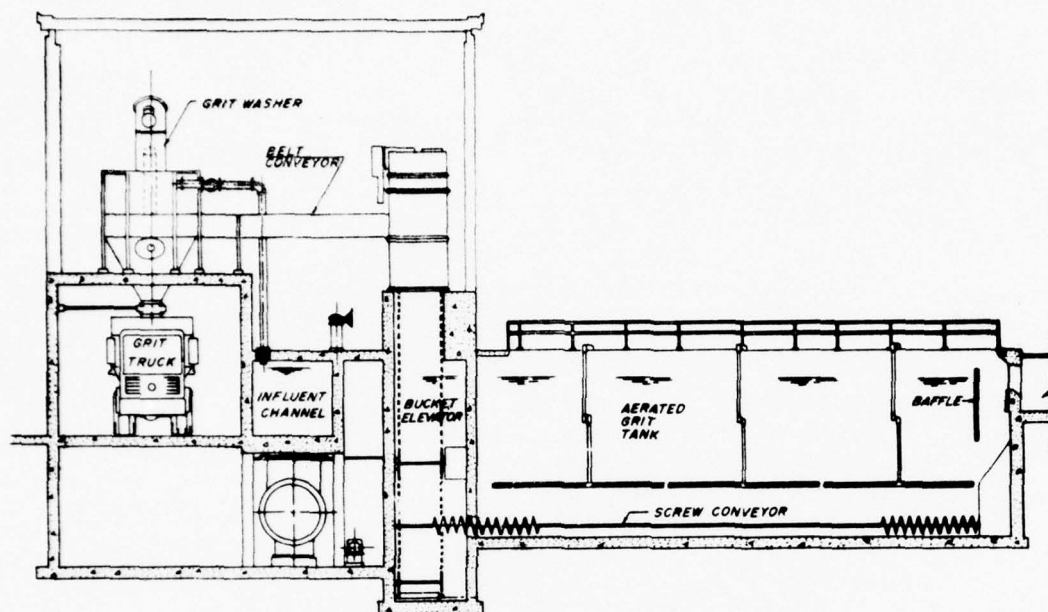 GRIT WASHER
BELT
CONVEYOR
GRIT
TRUCK
INFLUENT
CHANNEL
BUCKET
ELEVATOR
AERATED
GRIT
TANK
BAFFLE
SCREW CONVEYOR